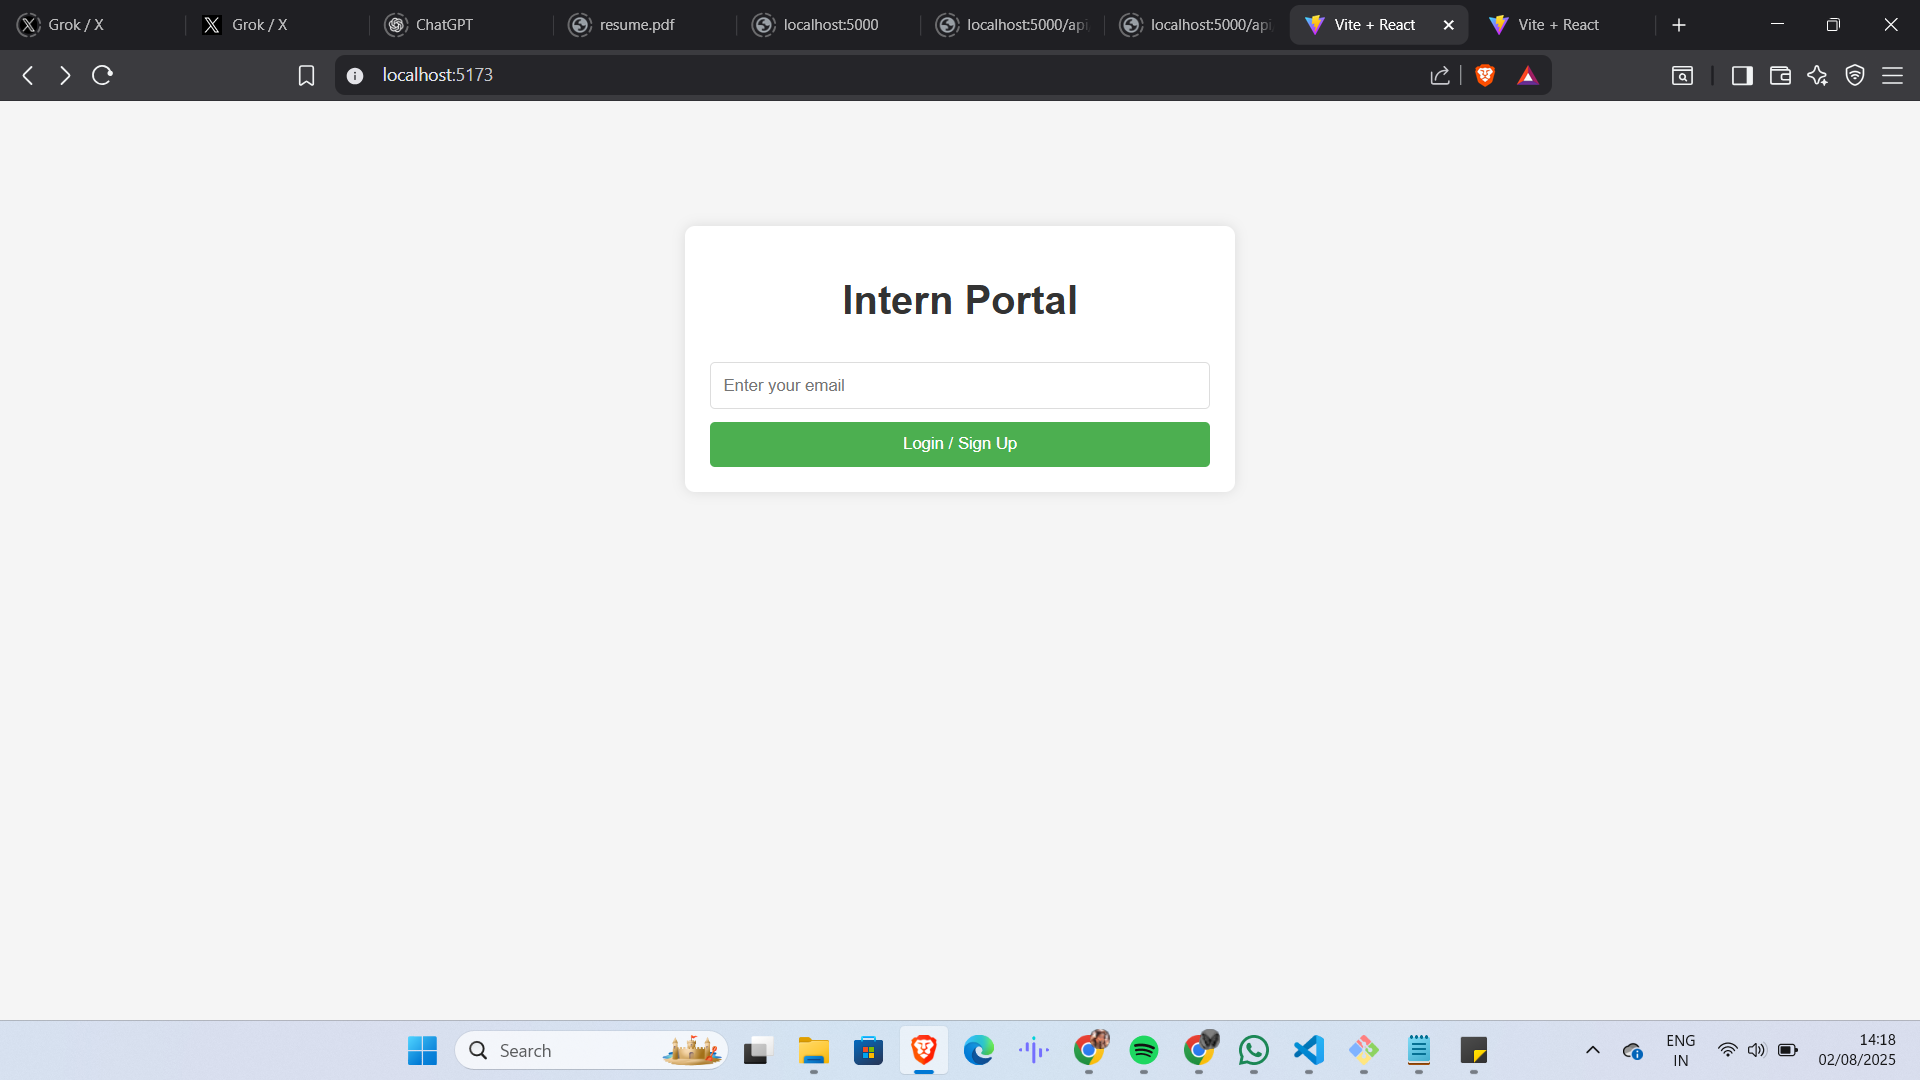 Grok / X
Grok / X
ChatGPT
resume.pdf
localhost:5000
localhost:5000/api
localhost:5000/api
Vite + React
Vite + React
localhost:5173
Intern Portal
Enter your email
Login / Sign Up
Search
ENG
IN
14:18
02/08/2025